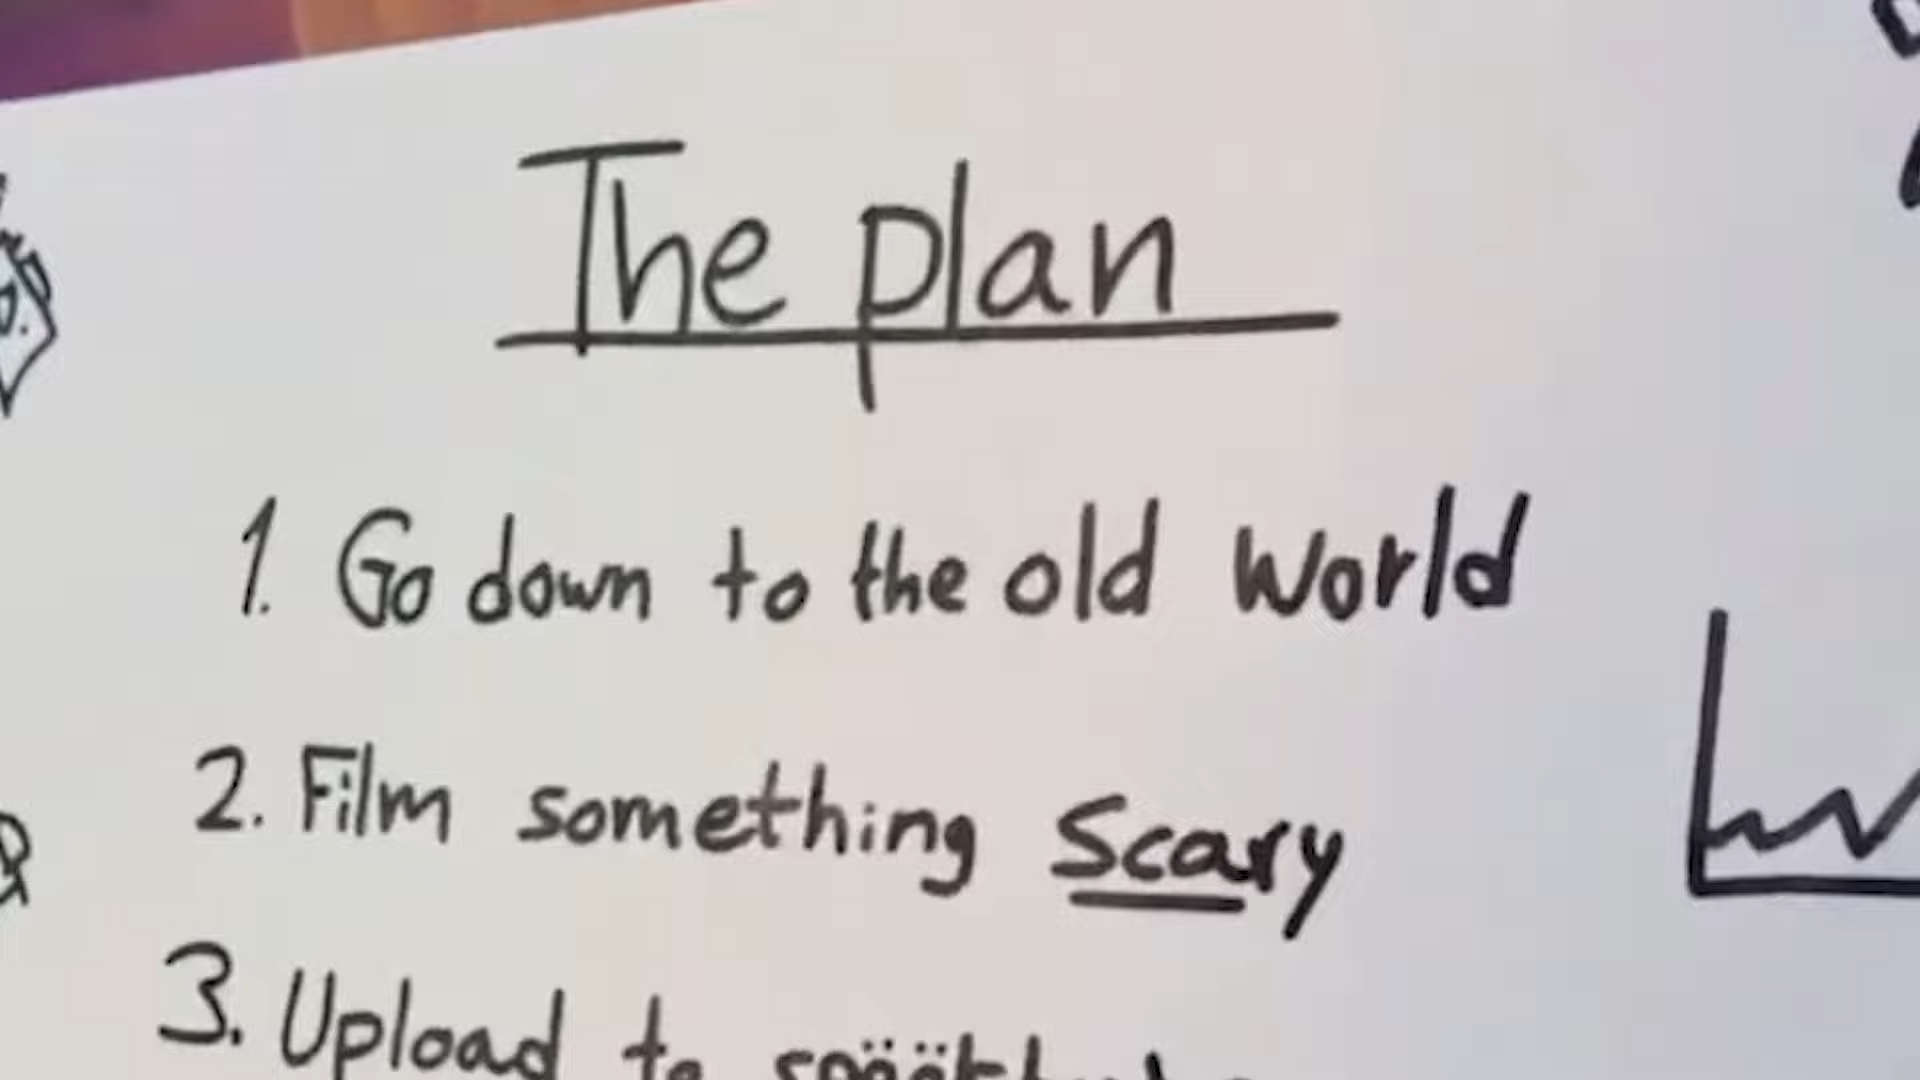 The plan
1. Go down to the old world
2. Film something scary
3. Upload to